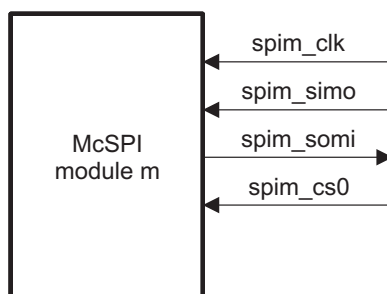 McSPI
module m
spim_clk
spim_simo
spim_somi
spim_cs0